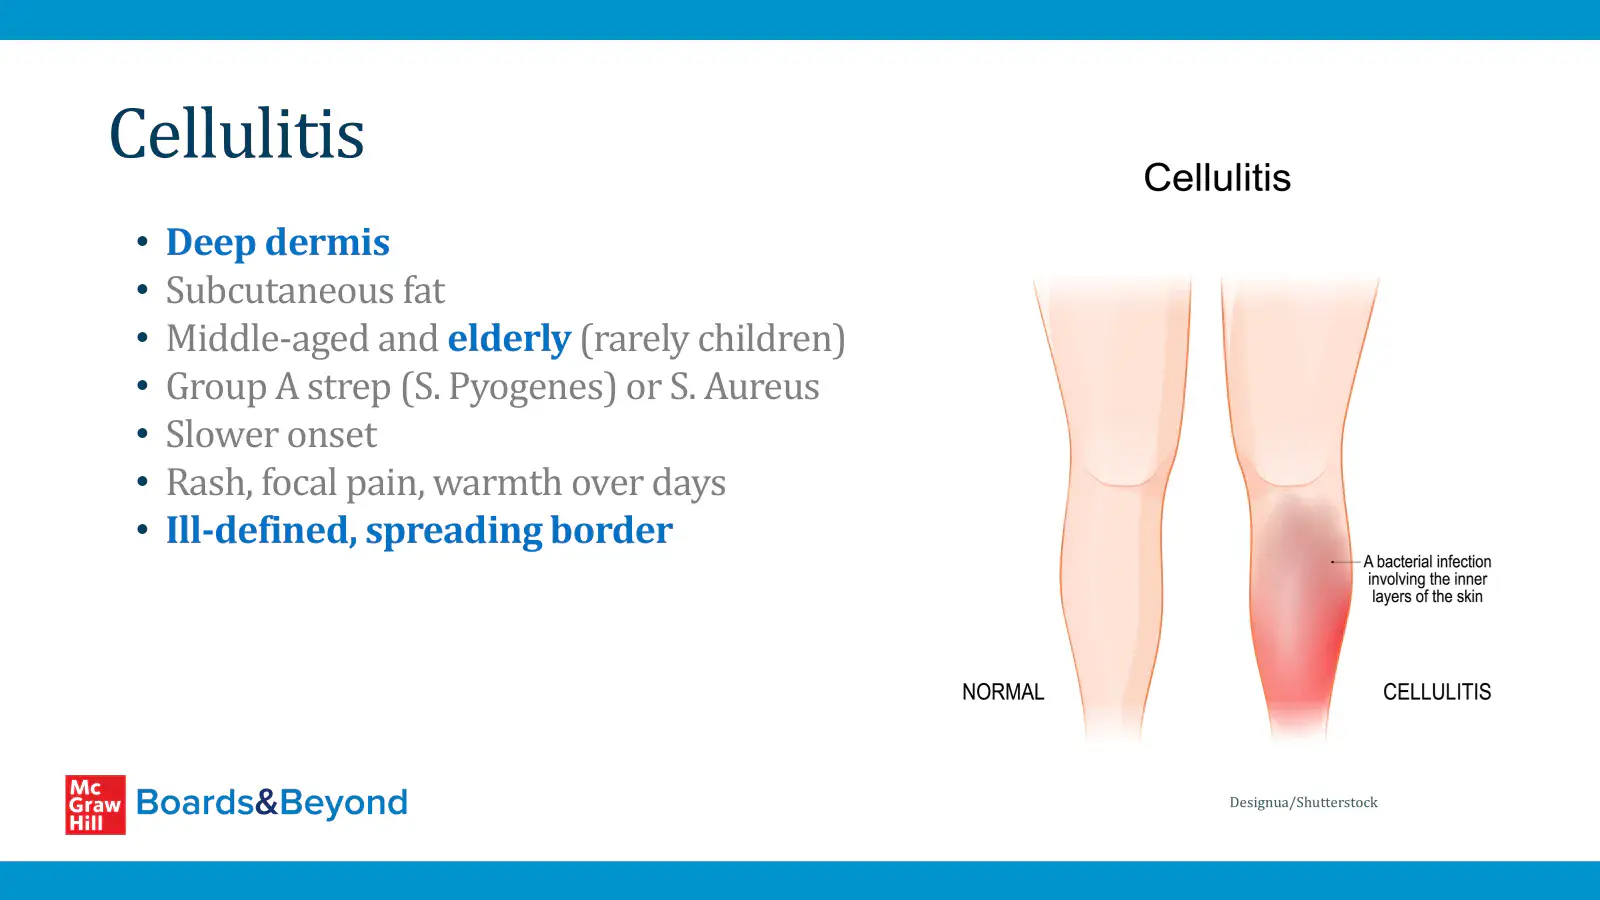 Cellulitis
• Deep dermis
• Subcutaneous fat
• Middle-aged and elderly (rarely children)
• Group A strep (S. Pyogenes) or S. Aureus
• Slower onset
• Rash, focal pain, warmth over days
• Ill-defined, spreading border
Cellulitis
A bacterial infection
involving the inner
layers of the skin
NORMAL
CELLULITIS
Mc
Graw
Hill
Boards&Beyond
Designua/Shutterstock